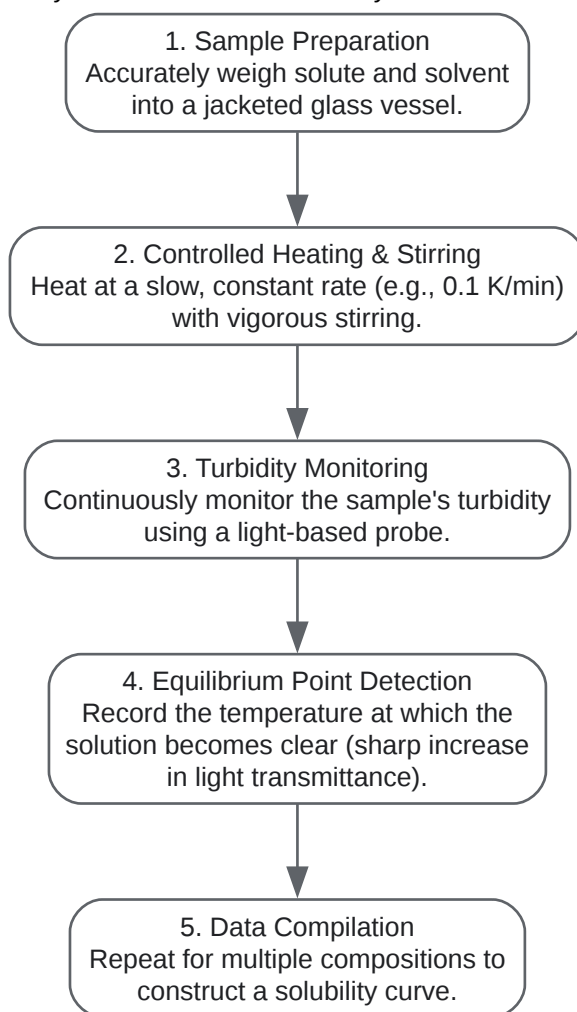 1. Sample Preparation
Accurately weigh solute and solvent
into a jacketed glass vessel.
2. Controlled Heating & Stirring
Heat at a slow, constant rate (e.g., 0.1 K/min)
with vigorous stirring.
3. Turbidity Monitoring
Continuously monitor the sample's turbidity
using a light-based probe.
4. Equilibrium Point Detection
Record the temperature at which the
solution becomes clear (sharp increase
in light transmittance).
5. Data Compilation
Repeat for multiple compositions to
construct a solubility curve.